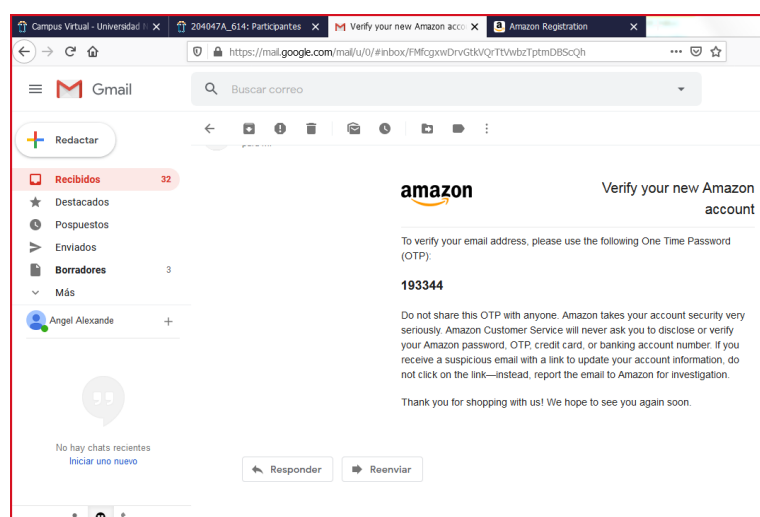 Campus Virtual - Universidad N
204047A_614: Participantes
Verify your new Amazon acco
Amazon Registration
https://mail.google.com/mail/u/0/#inbox/FMfcgxwDrvGtkVQrTtVwbzTptmDBScQh
Gmail
Buscar correo
Redactar
Recibidos 32
Destacados
Pospuestos
Enviados
Borradores 3
Más
Angel Alexande
No hay chats recientes
Iniciar uno nuevo
amazon
Verify your new Amazon
account
To verify your email address, please use the following One Time Password
(OTP):
193344
Do not share this OTP with anyone. Amazon takes your account security very
seriously. Amazon Customer Service will never ask you to disclose or verify
your Amazon password, OTP, credit card, or banking account number. If you
receive a suspicious email with a link to update your account information, do
not click on the link—instead, report the email to Amazon for investigation.
Thank you for shopping with us! We hope to see you again soon.
Responder
Reenviar